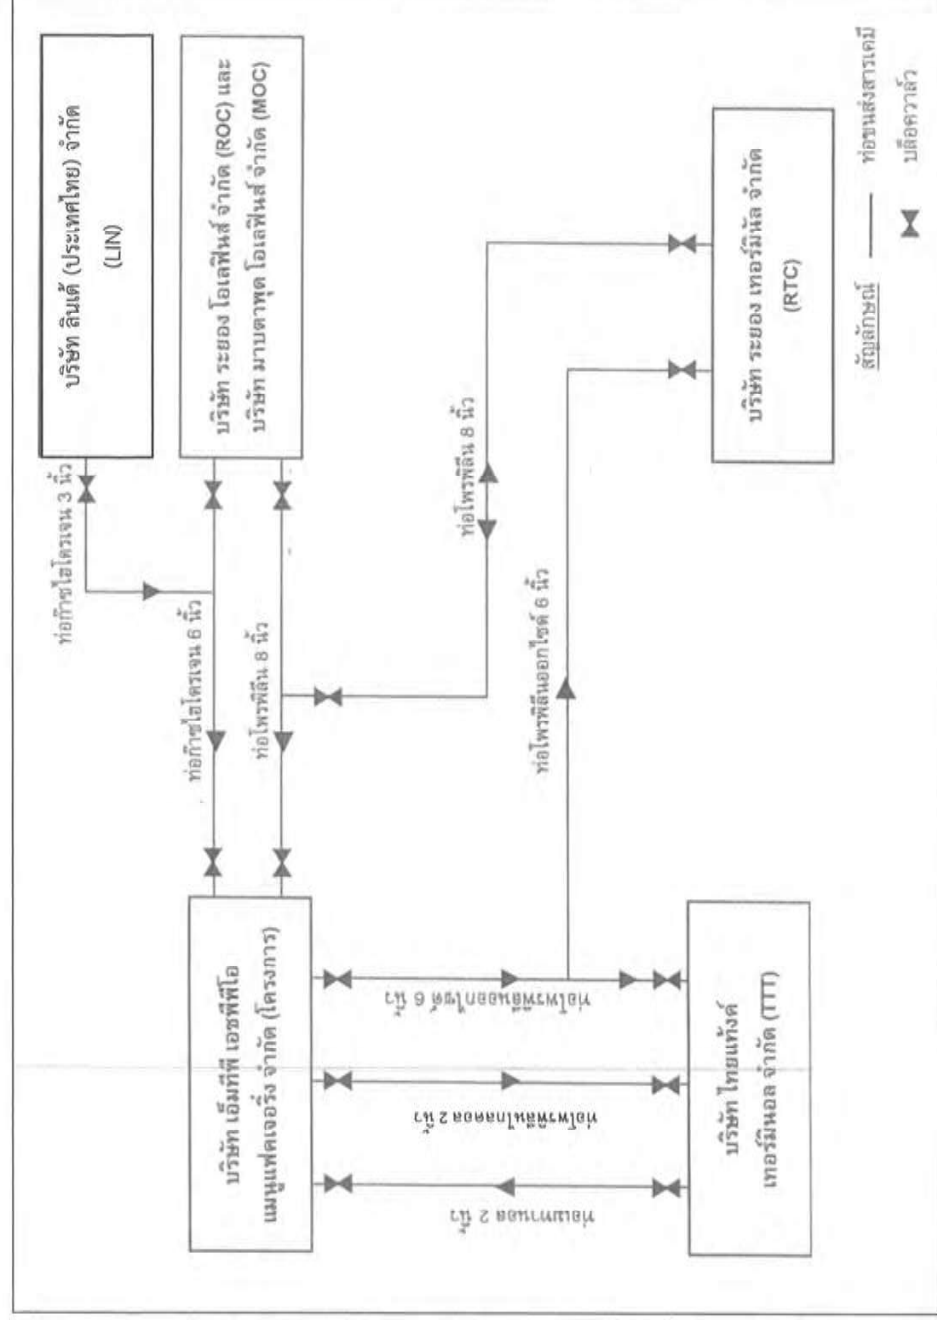 บริษัท ลินเด้ (ประเทศไทย) จำกัด
(LIN)
บริษัท ระยอง โอเลฟินส์ จำกัด (ROC) และ
บริษัท มาบตาพุด โอเลฟินส์ จำกัด (MOC)
ท่อก๊าซไฮโดรเจน 3 นิ้ว
ท่อก๊าซไฮโดรเจน 6 นิ้ว
ท่อโพรพิลีน 8 นิ้ว
ท่อโพรพิลีน 8 นิ้ว
ท่อโพรพิลีนออกไซด์ 6 นิ้ว
บริษัท เอ็มทีพี เอชพีพีโอ
แมนูแฟคเจอริ่ง จำกัด (โครงการ)
ท่อโพรพิลีนออกไซด์ 6 นิ้ว
ท่อโพรพิลีนไกลคอล 2 นิ้ว
ท่อเมทานอล 2 นิ้ว
บริษัท ไทยแท้งค์
เทอร์มินอล จำกัด (TTT)
บริษัท ระยอง เทอร์มินัล จำกัด
(RTC)
สัญลักษณ์
ท่อขนส่งสารเคมี
บล็อควาล์ว